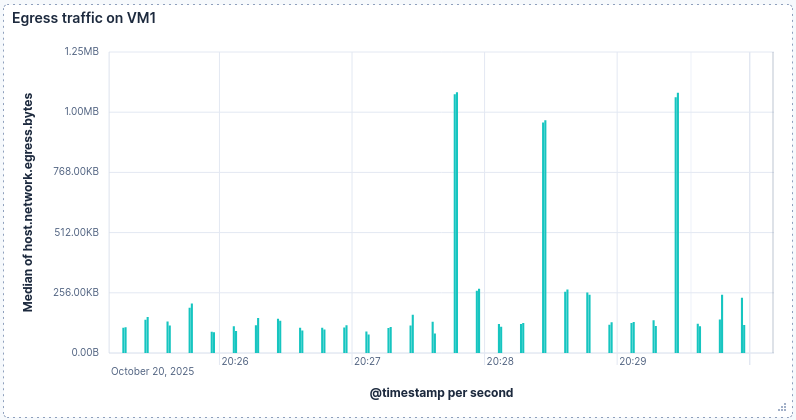 Egress traffic on VM1
Median of host.network.egress.bytes
1.25MB
1.00MB
768.00KB
512.00KB
256.00KB
0.00B
20:26
20:27
20:28
20:29
October 20, 2025
@timestamp per second